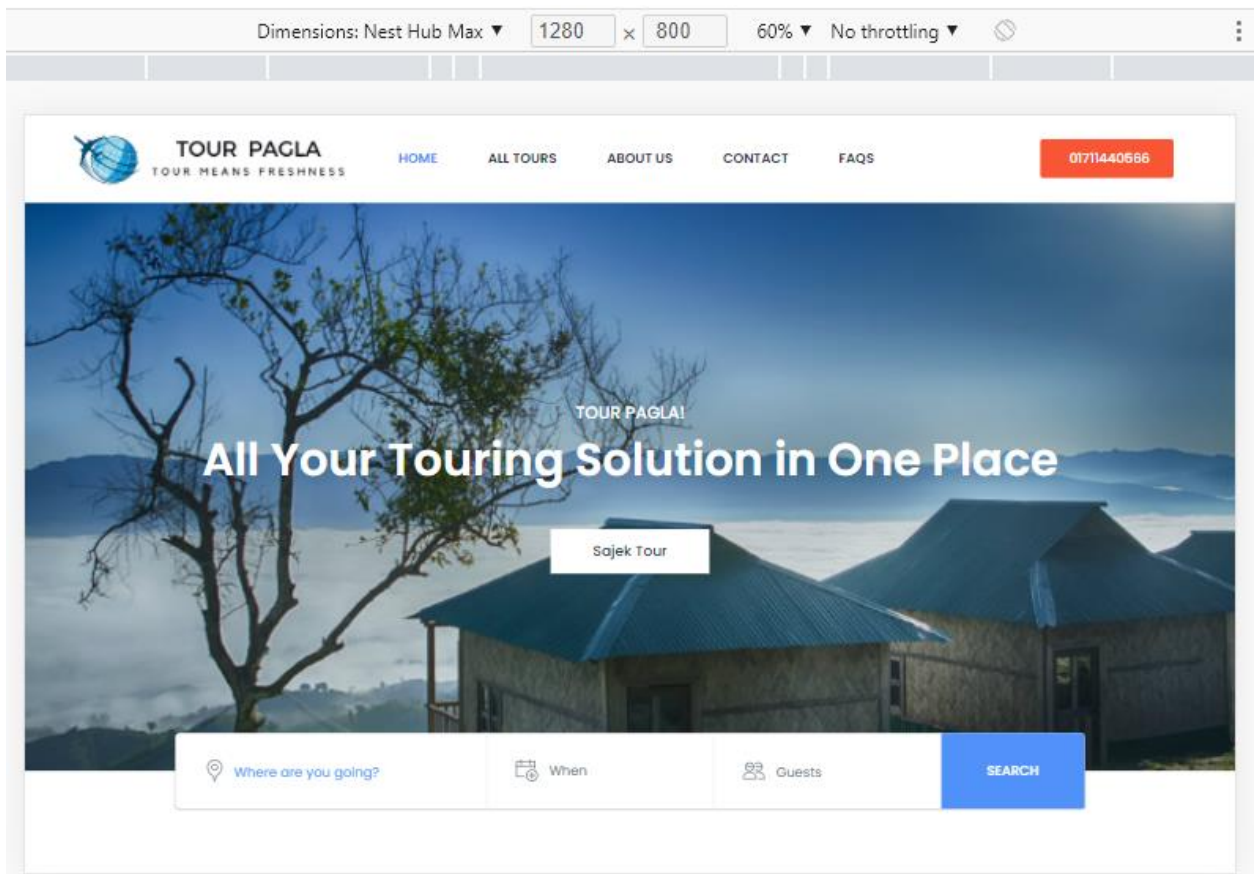 Dimensions: Nest Hub Max ▼ 1280 x 800 60% ▼ No throttling ▼
TOUR PAGLA
TOUR MEANS FRESHNESS
HOME ALL TOURS ABOUT US CONTACT FAQS
01711440566
TOUR PAGLA!
All Your Touring Solution in One Place
Sajek Tour
Where are you going? When Guests SEARCH